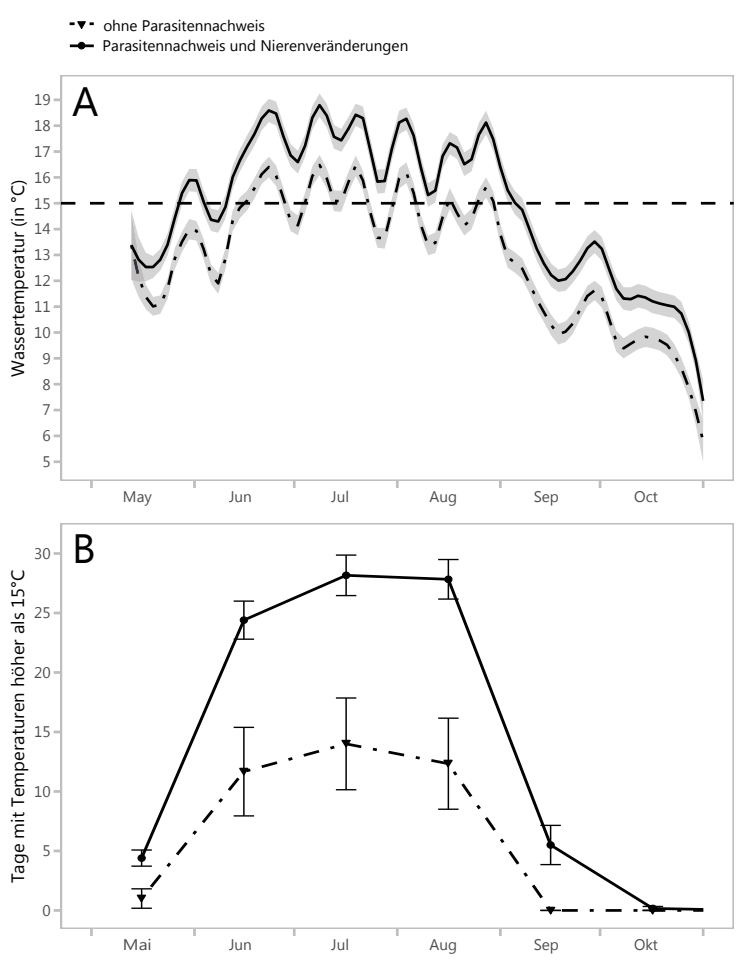 ohne Parasitennachweis
Parasitennachweis und Nierenveränderungen
A
Wassertemperatur (in °C)
19
18
17
16
15
14
13
12
11
10
9
8
7
6
5
May Jun Jul Aug Sep Oct
B
Tage mit Temperaturen höher als 15°C
30
25
20
15
10
5
0
Mai Jun Jul Aug Sep Okt